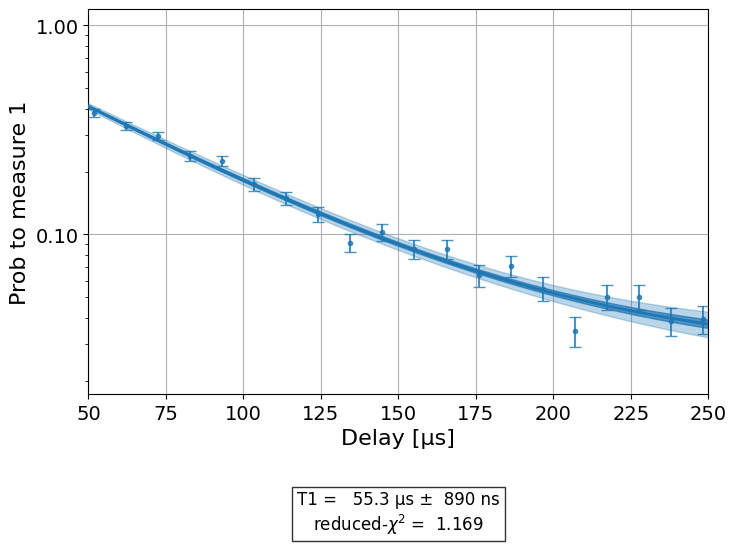 Prob to measure 1
1.00
0.10
50 75 100 125 150 175 200 225 250
Delay [µs]
T1 = 55.3 µs ± 890 ns
reduced-χ² = 1.169